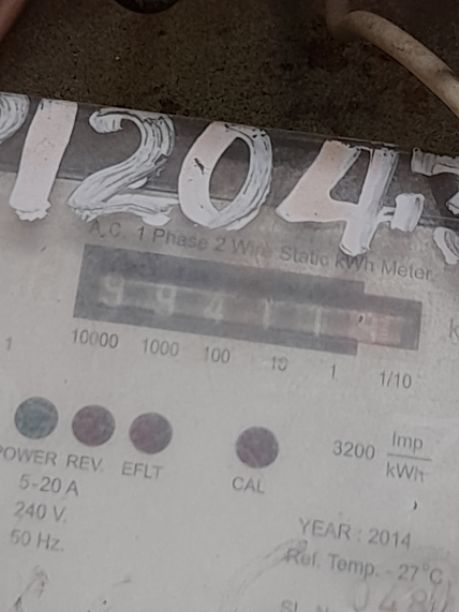 1204-
A.C. 1 Phase 2 Wire Static kWh Meter
10000 1000 100 10 1 1/10
POWER REV. EFLT CAL
3200 Imp/kWh
5-20 A
240 V.
50 Hz.
YEAR : 2014
Ref. Temp. - 27°C